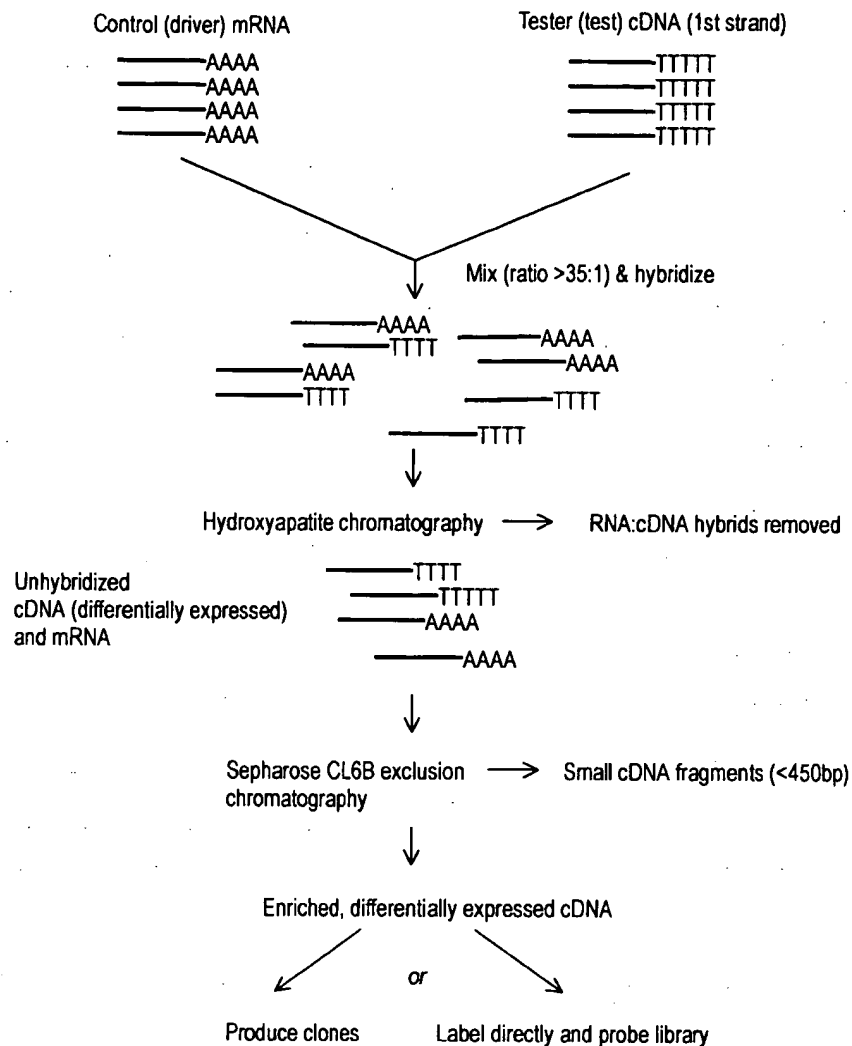 Control (driver) mRNA
Tester (test) cDNA (1st strand)
AAAA
TTTTT
AAAA
TTTTT
AAAA
TTTTT
AAAA
TTTTT
Mix (ratio >35:1) & hybridize
AAAA
TTTT
AAAA
AAAA
AAAA
TTTT
TTTT
TTTT
Hydroxyapatite chromatography
RNA:cDNA hybrids removed
Unhybridized
cDNA (differentially expressed)
and mRNA
TTTT
TTTTT
AAAA
AAAA
Sepharose CL6B exclusion
chromatography
Small cDNA fragments (<450bp)
Enriched, differentially expressed cDNA
or
Produce clones
Label directly and probe library